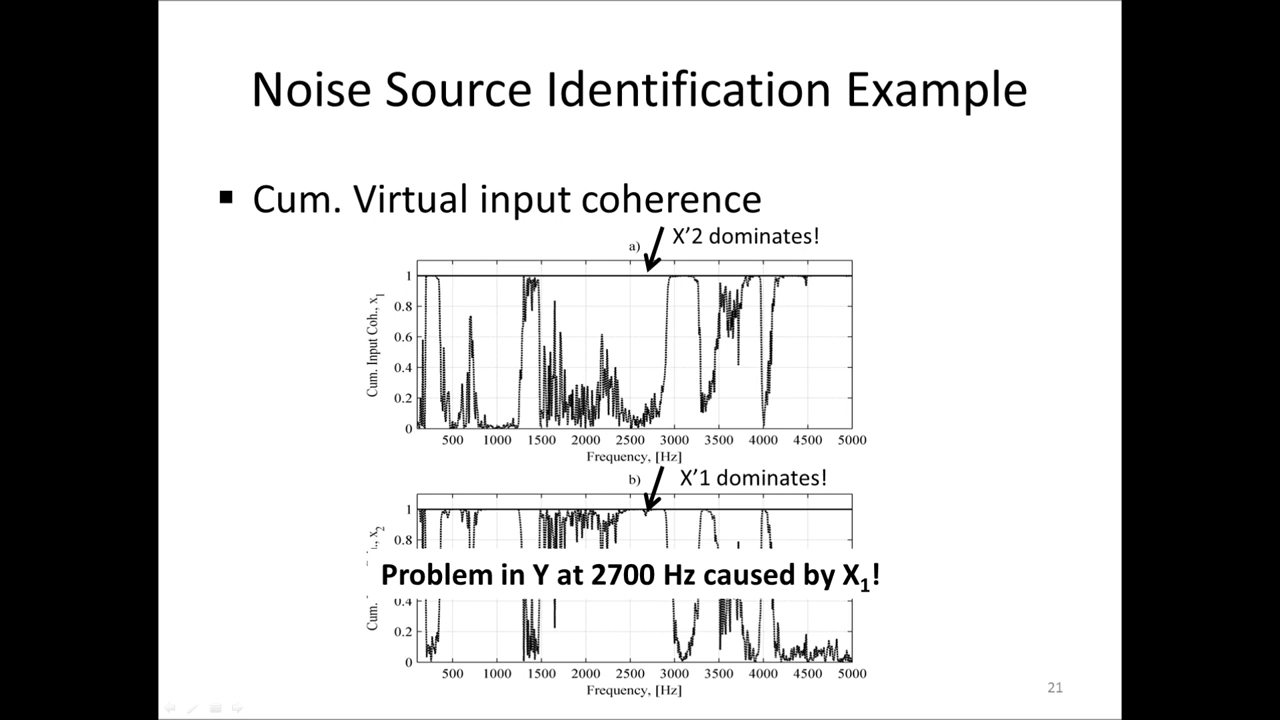 Noise Source Identification Example
▪ Cum. Virtual input coherence
X’2 dominates!
a)
Cum. Input Coh., x1
1
0.8
0.6
0.4
0.2
0
500 1000 1500 2000 2500 3000 3500 4000 4500 5000
Frequency, [Hz]
X’1 dominates!
b)
Cum.
x2
1
0.8
Problem in Y at 2700 Hz caused by X1!
0.4
0.2
0
500 1000 1500 2000 2500 3000 3500 4000 4500 5000
Frequency, [Hz]
21